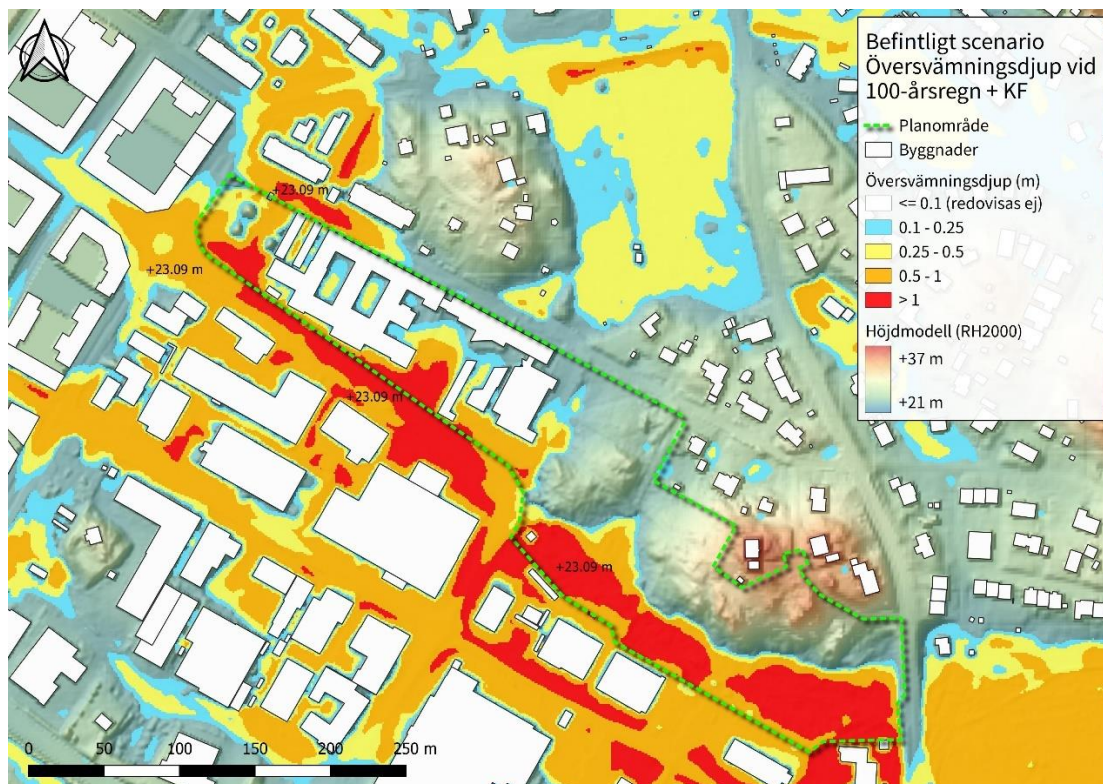 Befintligt scenario
Översvämningsdjup vid
100-årsregn + KF
Planområde
Byggnader
Översvämningsdjup (m)
<= 0.1 (redovisas ej)
0.1 - 0.25
0.25 - 0.5
0.5 - 1
> 1
Höjdmodell (RH2000)
+37 m
+21 m
+23.09 m
+23.09 m
+23.09 m
+23.09 m
0 50 100 150 200 250 m